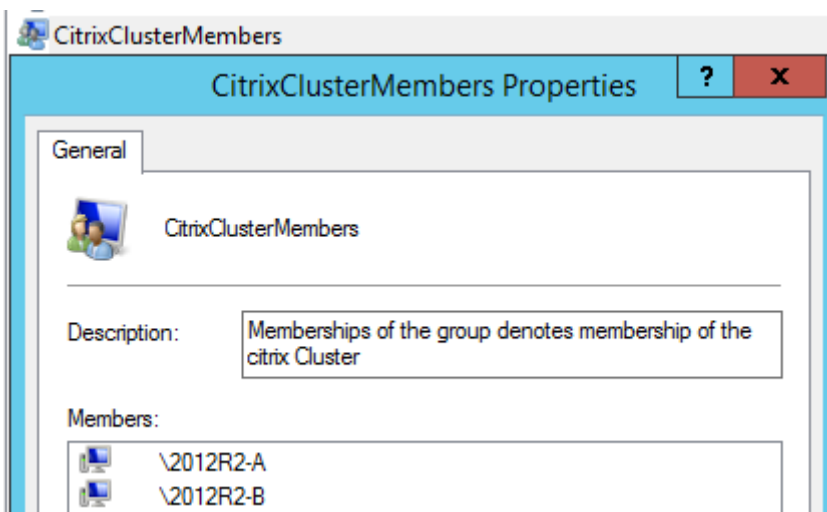 CitrixClusterMembers
CitrixClusterMembers Properties
?
x
General
CitrixClusterMembers
Description:
Memberships of the group denotes membership of the
citrix Cluster
Members:
\2012R2-A
\2012R2-B